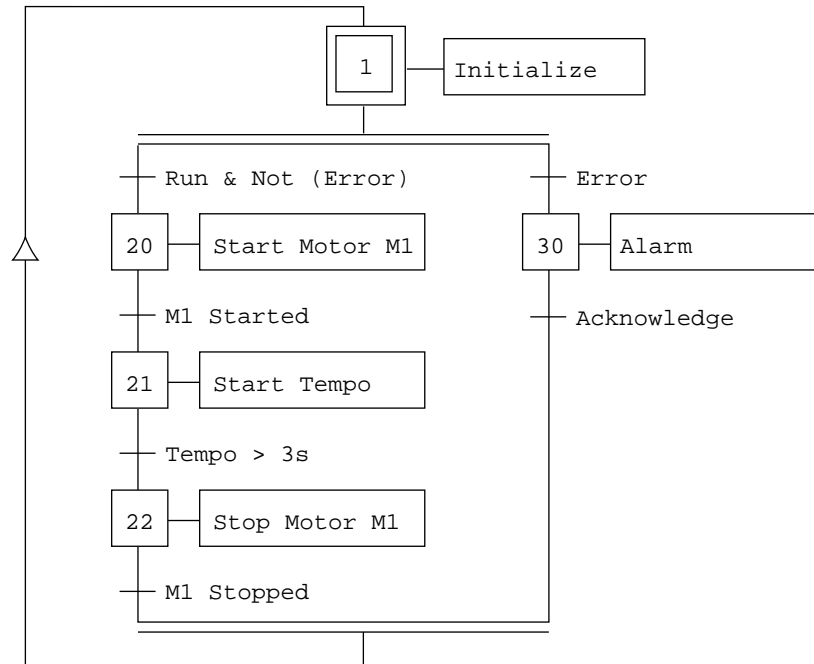 1
Initialize
Run & Not (Error)
Error
20
Start Motor M1
30
Alarm
M1 Started
Acknowledge
21
Start Tempo
Tempo > 3s
22
Stop Motor M1
M1 Stopped